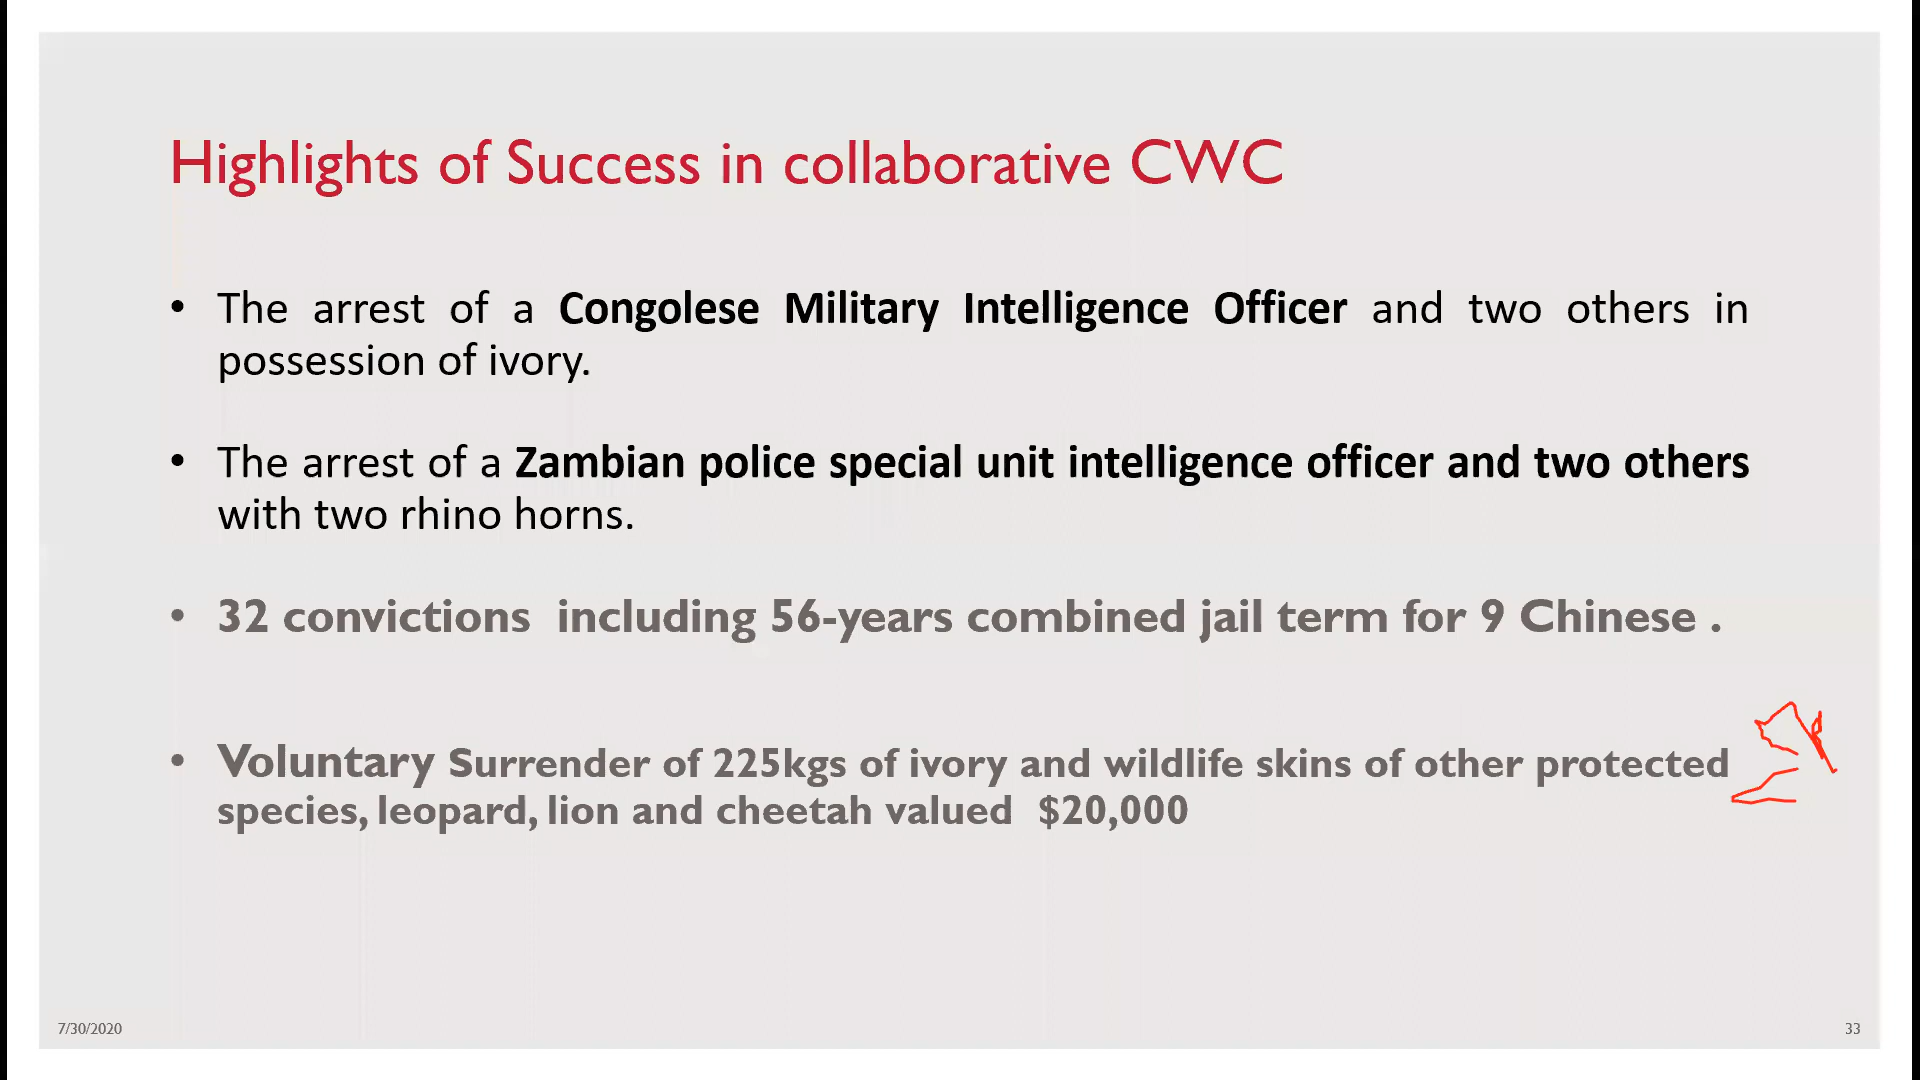 Highlights of Success in collaborative CWC
• The arrest of a Congolese Military Intelligence Officer and two others in
possession of ivory.
• The arrest of a Zambian police special unit intelligence officer and two others
with two rhino horns.
• 32 convictions including 56-years combined jail term for 9 Chinese .
• Voluntary Surrender of 225kgs of ivory and wildlife skins of other protected
species, leopard, lion and cheetah valued $20,000
7/30/2020
33